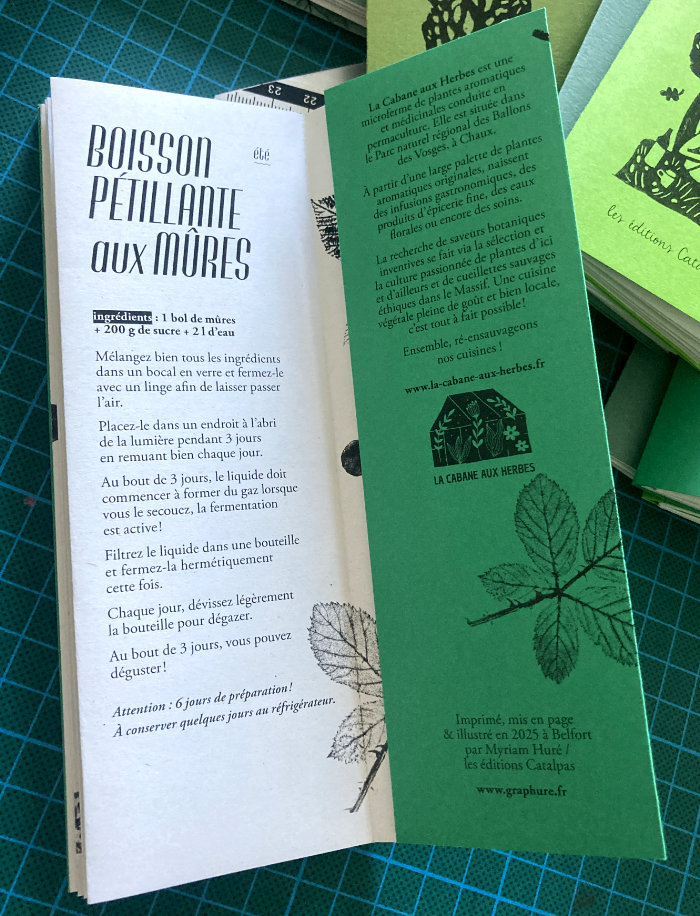 BOISSON
PÉTILLANTE
aux MÛRES
été
ingrédients : 1 bol de mûres
+ 200 g de sucre + 2 l d'eau
Mélangez bien tous les ingrédients
dans un bocal en verre et fermez-le
avec un linge afin de laisser passer
l'air.
Placez-le dans un endroit à l'abri
de la lumière pendant 3 jours
en remuant bien chaque jour.
Au bout de 3 jours, le liquide doit
commencer à former du gaz lorsque
vous le secouez, la fermentation
est active !
Filtrez le liquide dans une bouteille
et fermez-la hermétiquement
cette fois.
Chaque jour, dévissez légèrement
la bouteille pour dégazer.
Au bout de 3 jours, vous pouvez
déguster !
Attention : 6 jours de préparation !
À conserver quelques jours au réfrigérateur.
23
22
La Cabane aux Herbes est une
microferme de plantes aromatiques
et médicinales conduite en
permaculture. Elle est située dans
le Parc naturel régional des Ballons
des Vosges, à Chaux.
À partir d'une large palette de plantes
aromatiques originales, naissent
des infusions gastronomiques, des
produits d'épicerie fine, des eaux
florales ou encore des soins.
La recherche de saveurs botaniques
inventives se fait via la sélection et
la culture passionnée de plantes d'ici
et d'ailleurs et de cueillettes sauvages
éthiques dans le Massif. Une cuisine
végétale pleine de goût et bien locale,
c'est tout à fait possible !
Ensemble, ré-ensauvageons
nos cuisines !
www.la-cabane-aux-herbes.fr
LA CABANE AUX HERBES
Imprimé, mis en page
& illustré en 2025 à Belfort
par Myriam Huré /
les éditions Catalpas
www.graphure.fr
les éditions Cata